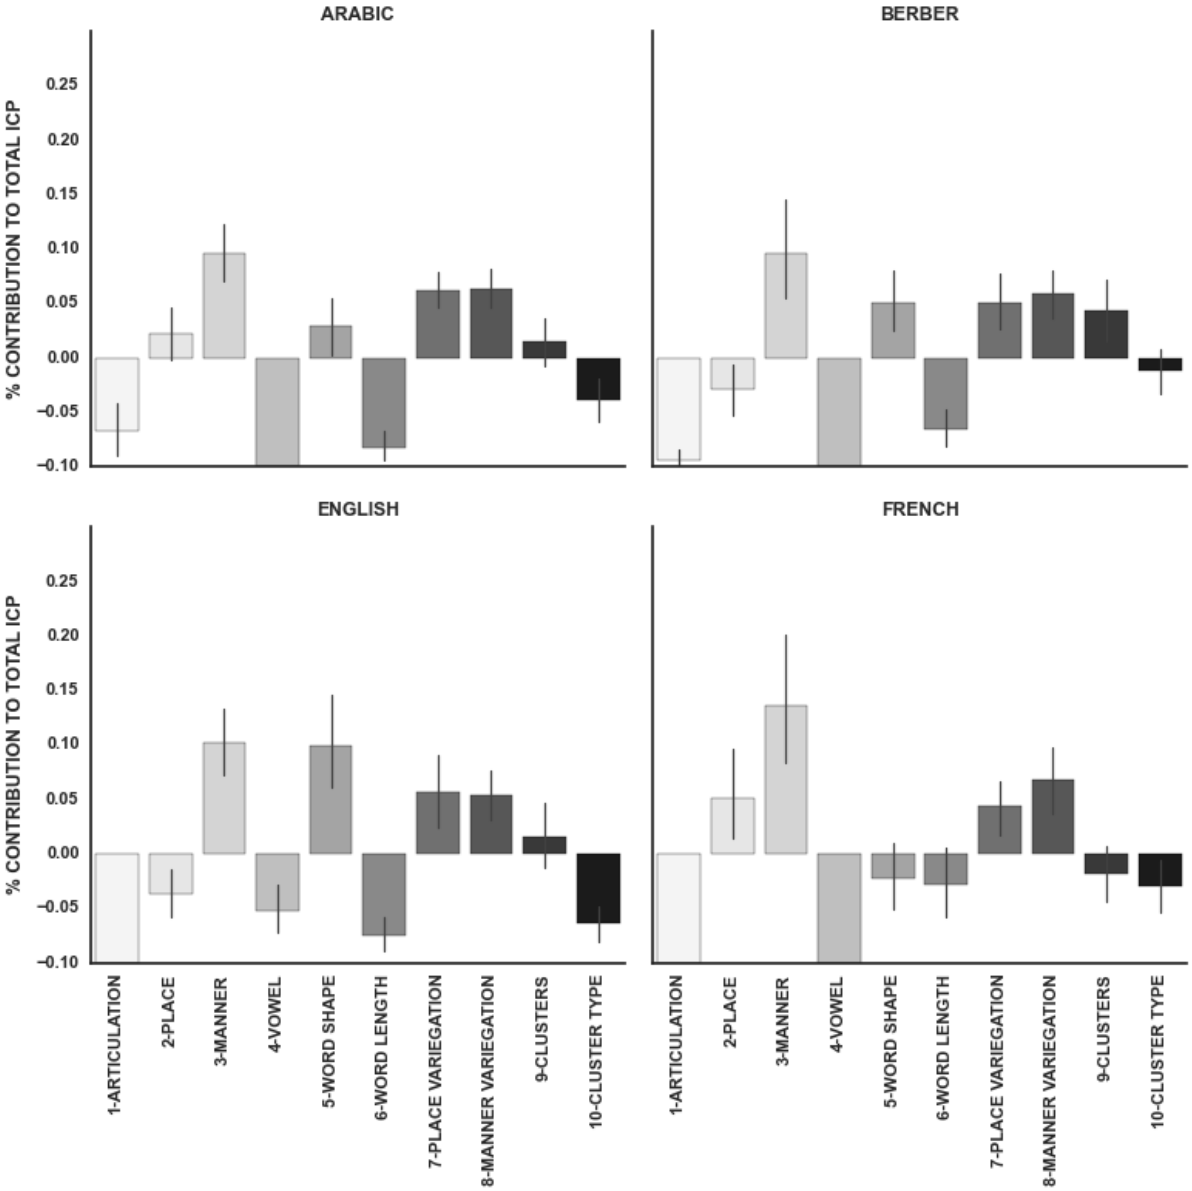 ARABIC
BERBER
% CONTRIBUTION TO TOTAL ICP
0.25
0.20
0.15
0.10
0.05
0.00
−0.05
−0.10
ENGLISH
FRENCH
% CONTRIBUTION TO TOTAL ICP
0.25
0.20
0.15
0.10
0.05
0.00
−0.05
−0.10
1-ARTICULATION
2-PLACE
3-MANNER
4-VOWEL
5-WORD SHAPE
6-WORD LENGTH
7-PLACE VARIEGATION
8-MANNER VARIEGATION
9-CLUSTERS
10-CLUSTER TYPE
1-ARTICULATION
2-PLACE
3-MANNER
4-VOWEL
5-WORD SHAPE
6-WORD LENGTH
7-PLACE VARIEGATION
8-MANNER VARIEGATION
9-CLUSTERS
10-CLUSTER TYPE